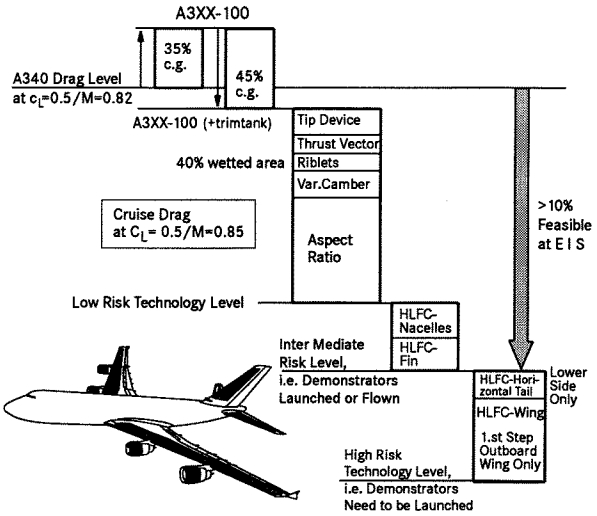 A3XX-100
35%
c.g.
45%
c.g.
A340 Drag Level
at cL=0.5/M=0.82
A3XX-100 (+trimtank)
Tip Device
Thrust Vector
40% wetted area
Riblets
Var.Camber
Cruise Drag
at CL= 0.5/M=0.85
Aspect
Ratio
>10%
Feasible
at E I S
Low Risk Technology Level
HLFC-
Nacelles
HLFC-
Fin
Inter Mediate
Risk Level,
i.e. Demonstrators
Launched or Flown
HLFC-Hori-
zontal Tail
Lower
Side
Only
HLFC-Wing
1.st Step
Outboard
Wing Only
High Risk
Technology Level,
i.e. Demonstrators
Need to be Launched